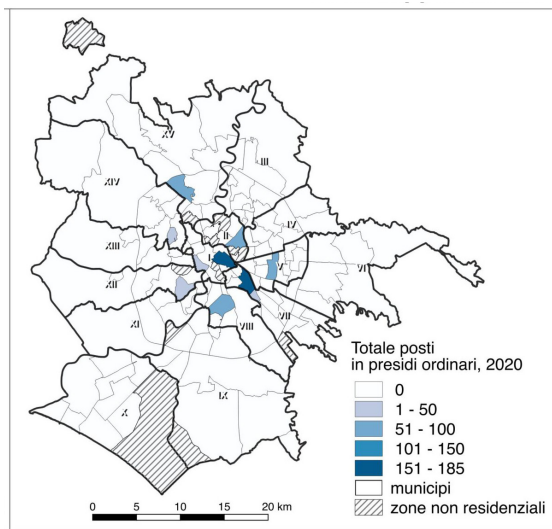 XV
III
XIV
IV
II
XIII
I
V
VI
XII
XI
VIII
VII
IX
X
Totale posti
in presidi ordinari, 2020
0
1 - 50
51 - 100
101 - 150
151 - 185
municipi
zone non residenziali
0 5 10 15 20 km